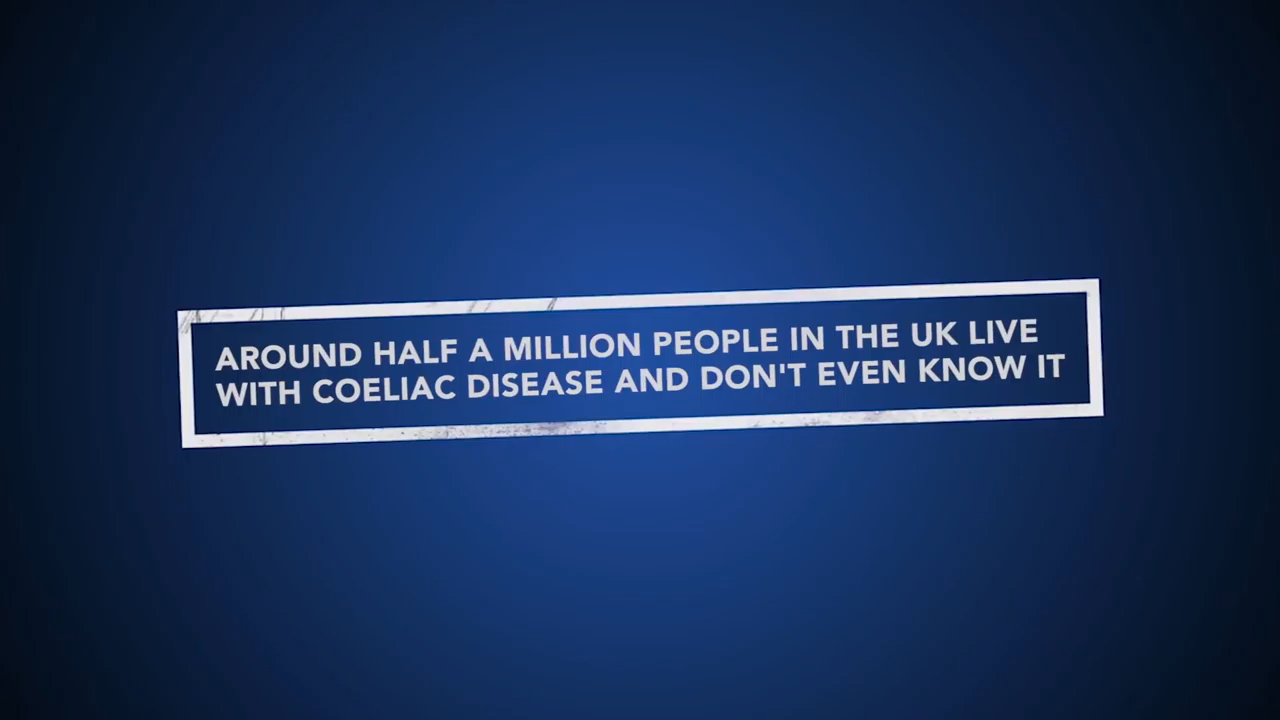 AROUND HALF A MILLION PEOPLE IN THE UK LIVE
WITH COELIAC DISEASE AND DON'T EVEN KNOW IT